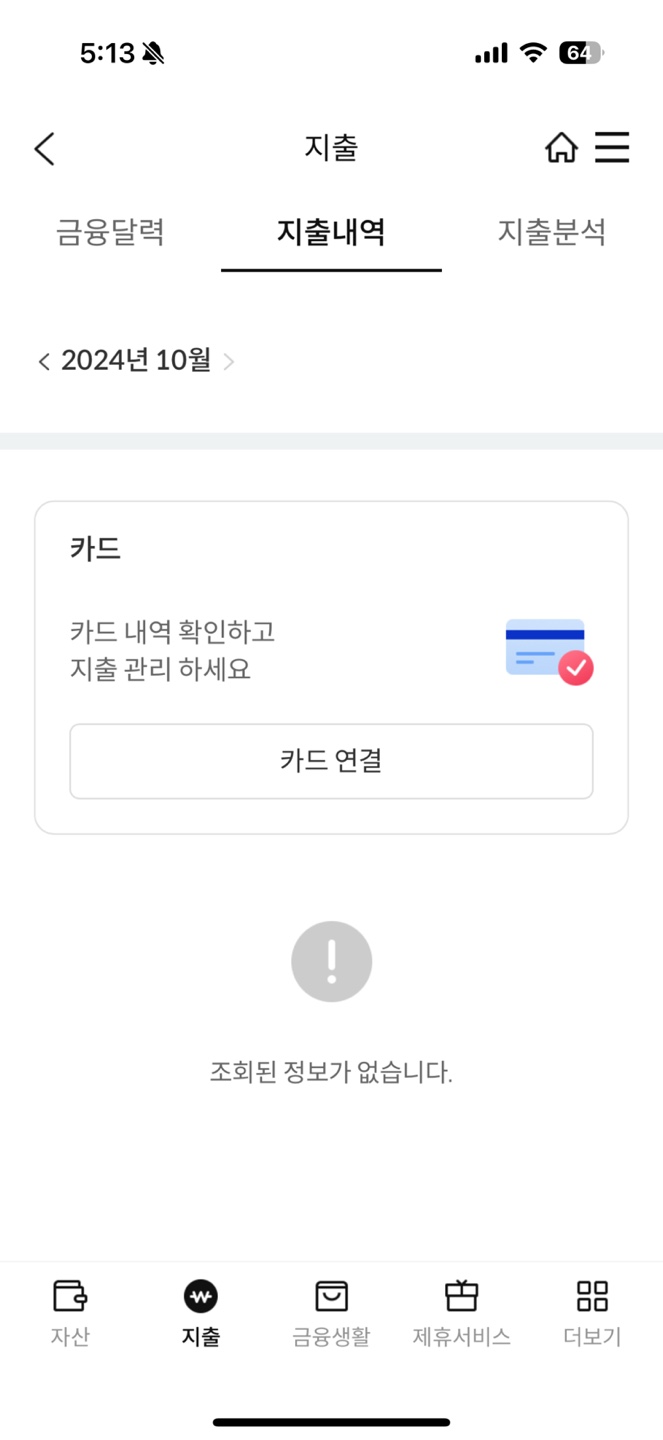 5:13
64
지출
금융달력
지출내역
지출분석
2024년 10월
카드
카드 내역 확인하고
지출 관리 하세요
카드 연결
조회된 정보가 없습니다.
자산
지출
금융생활
제휴서비스
더보기